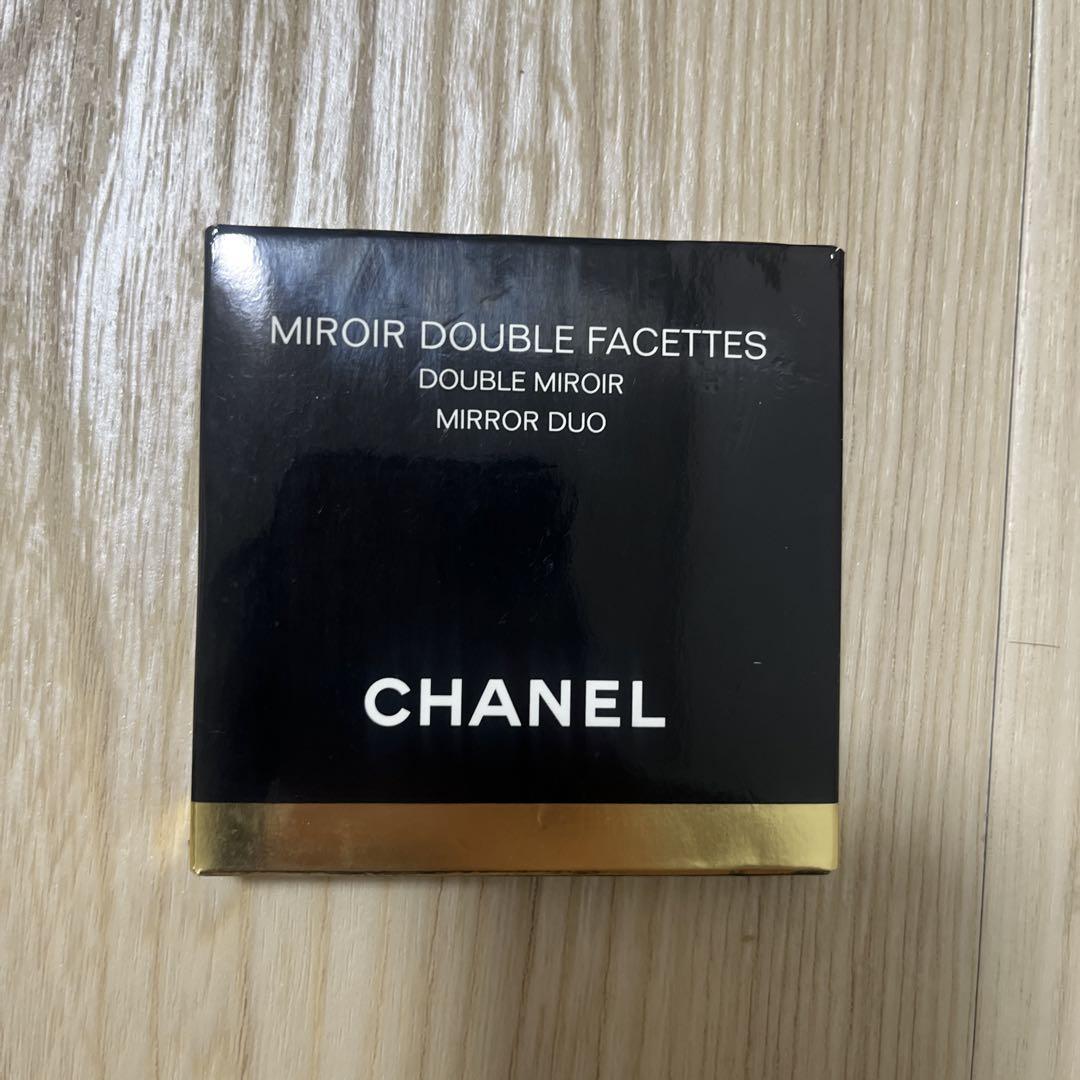 MIROIR DOUBLE FACETTES
DOUBLE MIROIR
MIRROR DUO
CHANEL